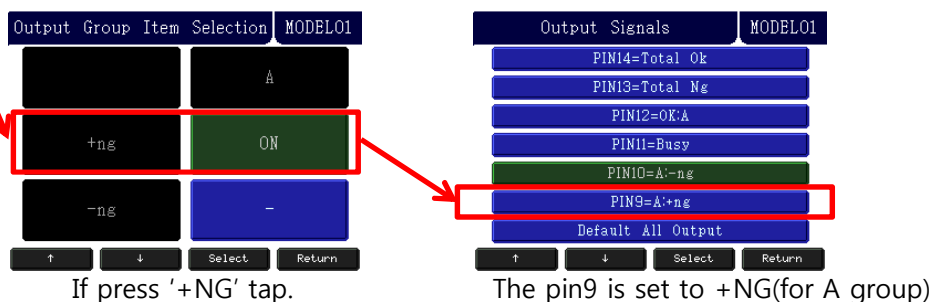 Output Group Item Selection MODEL01
A
+ng ON
-ng -
↑ ↓ Select Return
If press '+NG' tap.
Output Signals MODEL01
PIN14=Total Ok
PIN13=Total Ng
PIN12=OK:A
PIN11=Busy
PIN10=A:-ng
PIN9=A:+ng
Default All Output
↑ ↓ Select Return
The pin9 is set to +NG(for A group)